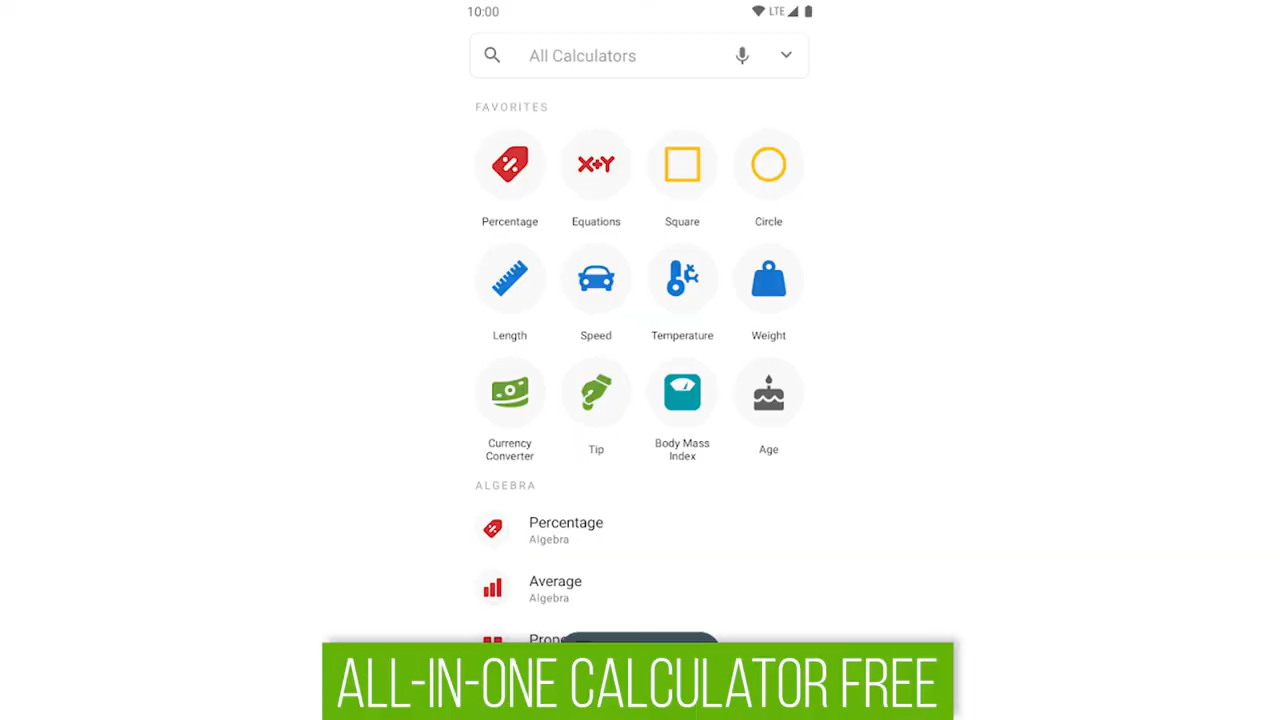 10:00 LTE
All Calculators
FAVORITES
X+Y
Percentage Equations Square Circle
Length Speed Temperature Weight
Currency Converter Tip Body Mass Index Age
ALGEBRA
Percentage
Algebra
Average
Algebra
ALL-IN-ONE CALCULATOR FREE